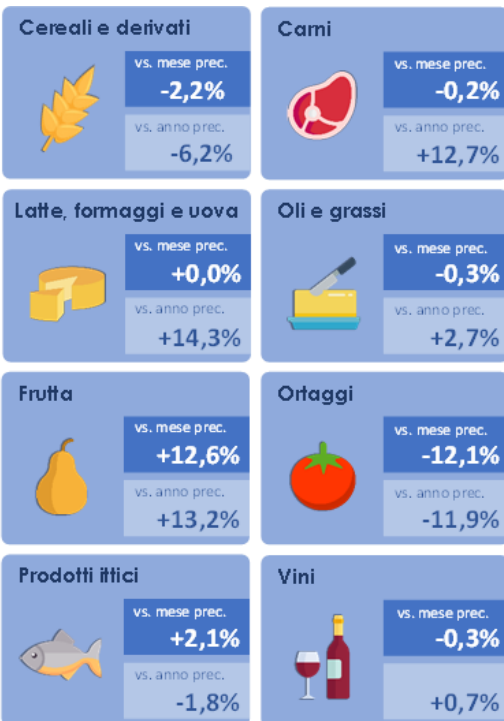 Cereali e derivati
vs. mese prec.
-2,2%
vs. anno prec.
-6,2%
Carni
vs. mese prec.
-0,2%
vs. anno prec.
+12,7%
Latte, formaggi e uova
vs. mese prec.
+0,0%
vs. anno prec.
+14,3%
Oli e grassi
vs. mese prec.
-0,3%
vs. anno prec.
+2,7%
Frutta
vs. mese prec.
+12,6%
vs. anno prec.
+13,2%
Ortaggi
vs. mese prec.
-12,1%
vs. anno prec.
-11,9%
Prodotti ittici
vs. mese prec.
+2,1%
vs. anno prec.
-1,8%
Vini
vs. mese prec.
-0,3%
+0,7%